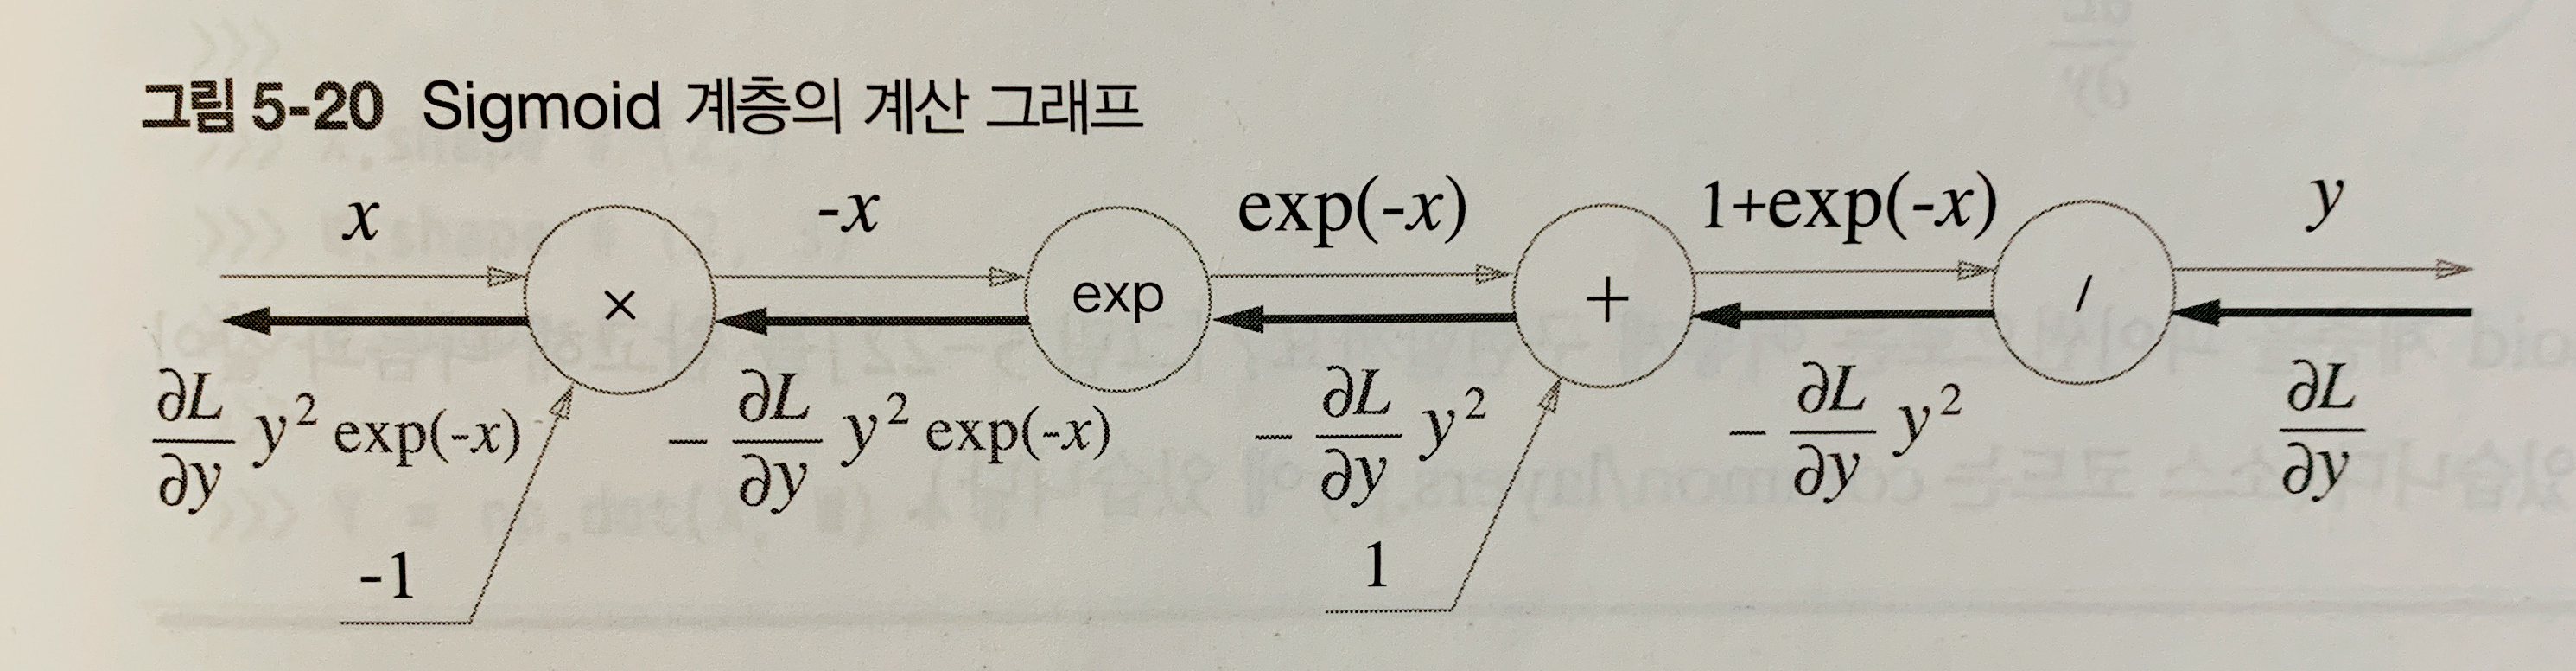 그림 5-20 Sigmoid 계층의 계산 그래프
x -x exp(-x) 1+exp(-x) y
× exp + /
∂L/∂y y² exp(-x) - ∂L/∂y y² exp(-x) - ∂L/∂y y² - ∂L/∂y y² ∂L/∂y
-1 1